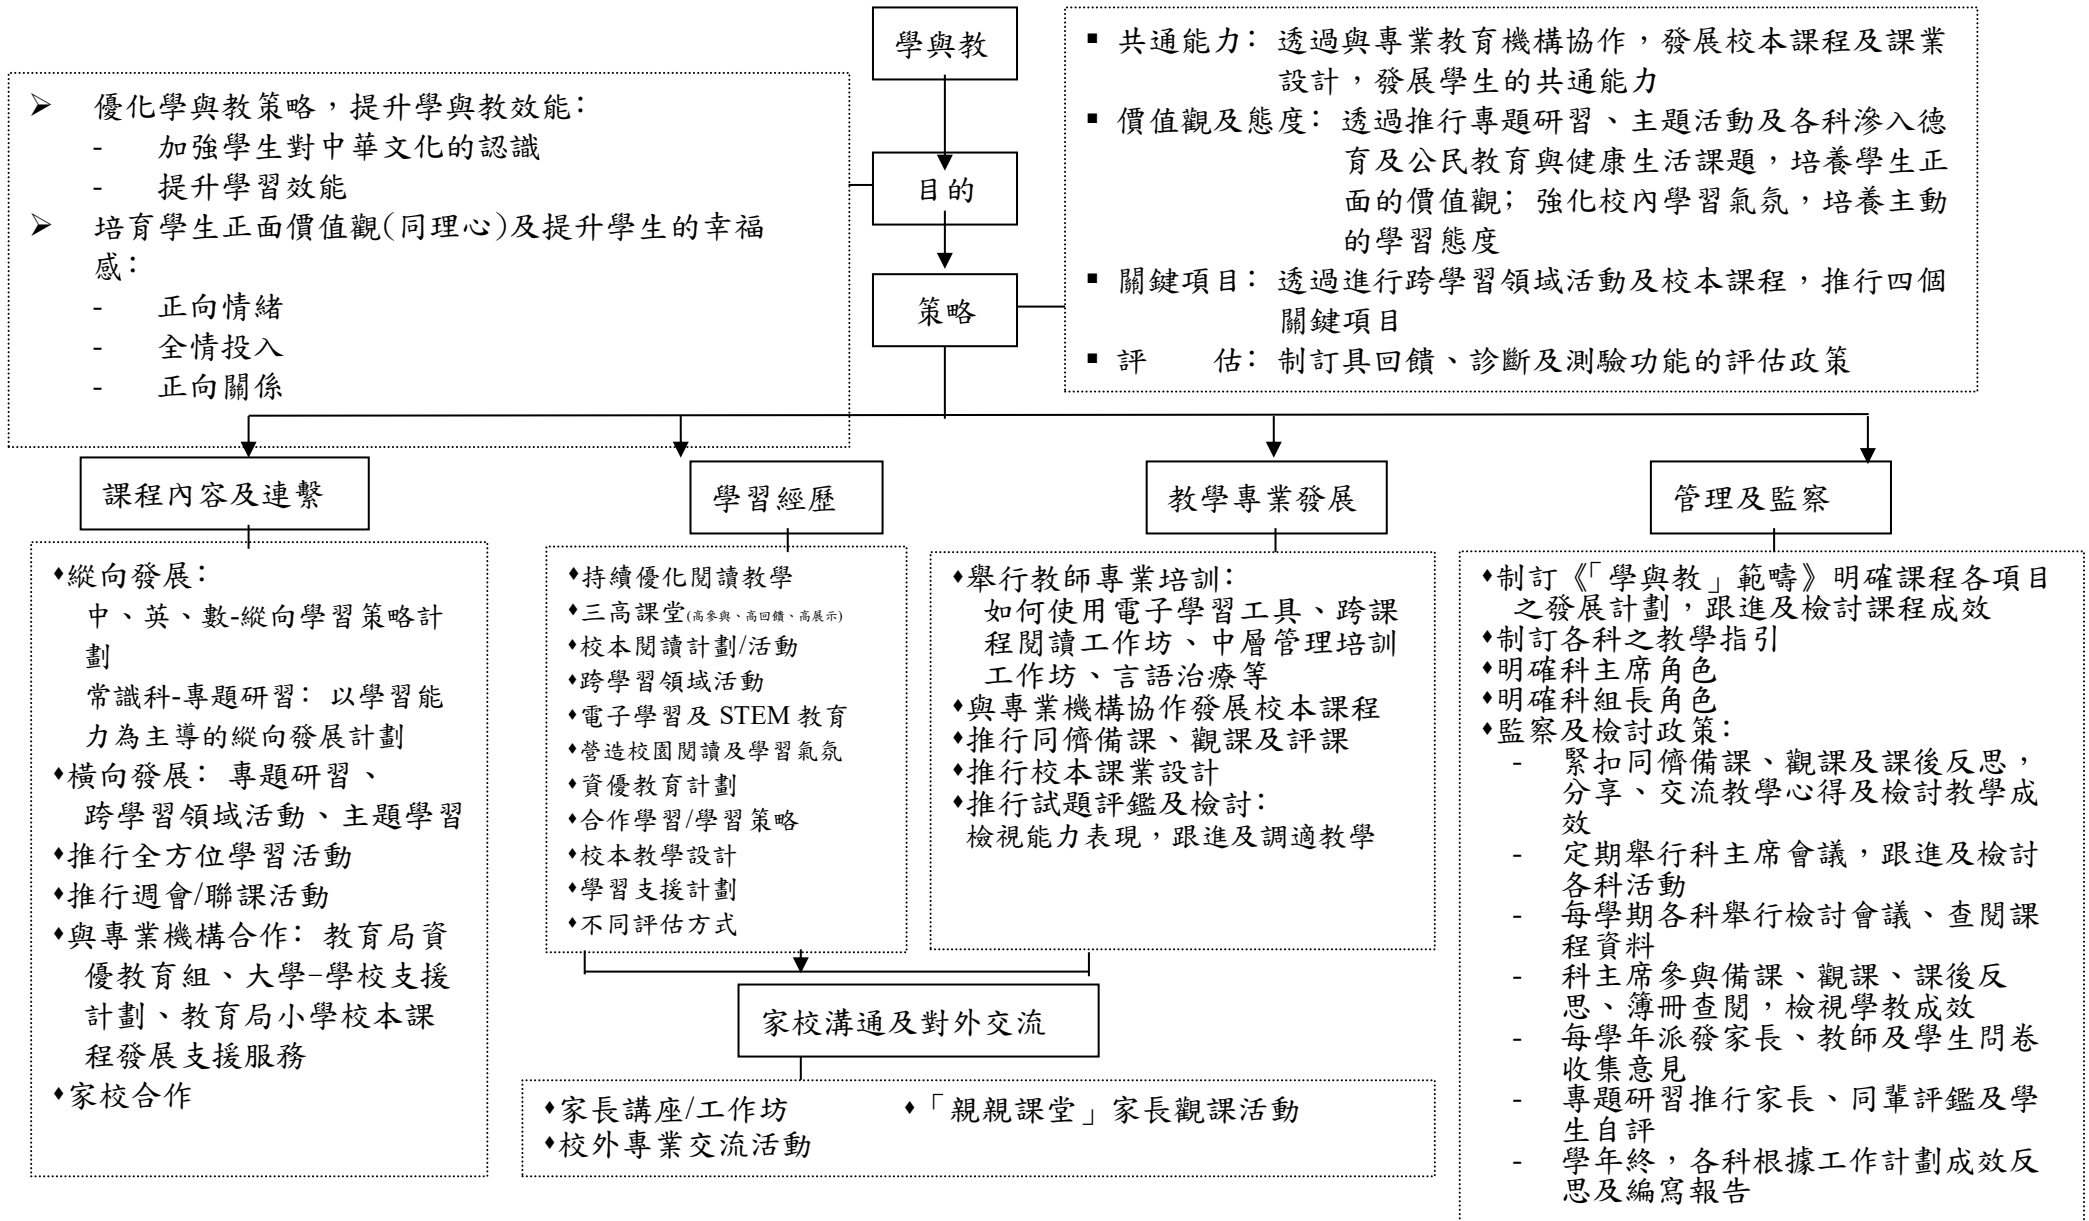 學與教
➢ 優化學與教策略，提升學與教效能：
- 加強學生對中華文化的認識
- 提升學習效能
➢ 培育學生正面價值觀(同理心)及提升學生的幸福
感：
- 正向情緒
- 全情投入
- 正向關係
目的
策略
▪ 共通能力：透過與專業教育機構協作，發展校本課程及課業
設計，發展學生的共通能力
▪ 價值觀及態度：透過推行專題研習、主題活動及各科滲入德
育及公民教育與健康生活課題，培養學生正
面的價值觀；強化校內學習氣氛，培養主動
的學習態度
▪ 關鍵項目：透過進行跨學習領域活動及校本課程，推行四個
關鍵項目
▪ 評　　估：制訂具回饋、診斷及測驗功能的評估政策
課程內容及連繫
♦縱向發展：
中、英、數-縱向學習策略計
劃
常識科-專題研習：以學習能
力為主導的縱向發展計劃
♦橫向發展：專題研習、
跨學習領域活動、主題學習
♦推行全方位學習活動
♦推行週會/聯課活動
♦與專業機構合作：教育局資
優教育組、大學–學校支援
計劃、教育局小學校本課
程發展支援服務
♦家校合作
學習經歷
♦持續優化閱讀教學
♦三高課堂(高參與、高回饋、高展示)
♦校本閱讀計劃/活動
♦跨學習領域活動
♦電子學習及 STEM 教育
♦營造校園閱讀及學習氣氛
♦資優教育計劃
♦合作學習/學習策略
♦校本教學設計
♦學習支援計劃
♦不同評估方式
教學專業發展
♦舉行教師專業培訓：
如何使用電子學習工具、跨課
程閱讀工作坊、中層管理培訓
工作坊、言語治療等
♦與專業機構協作發展校本課程
♦推行同儕備課、觀課及評課
♦推行校本課業設計
♦推行試題評鑑及檢討：
檢視能力表現，跟進及調適教學
管理及監察
♦制訂《「學與教」範疇》明確課程各項目
之發展計劃，跟進及檢討課程成效
♦制訂各科之教學指引
♦明確科主席角色
♦明確科組長角色
♦監察及檢討政策：
- 緊扣同儕備課、觀課及課後反思，
分享、交流教學心得及檢討教學成
效
- 定期舉行科主席會議，跟進及檢討
各科活動
- 每學期各科舉行檢討會議、查閱課
程資料
- 科主席參與備課、觀課、課後反
思、簿冊查閱，檢視學教成效
- 每學年派發家長、教師及學生問卷
收集意見
- 專題研習推行家長、同輩評鑑及學
生自評
- 學年終，各科根據工作計劃成效反
思及編寫報告
家校溝通及對外交流
♦家長講座/工作坊 ♦「親親課堂」家長觀課活動
♦校外專業交流活動